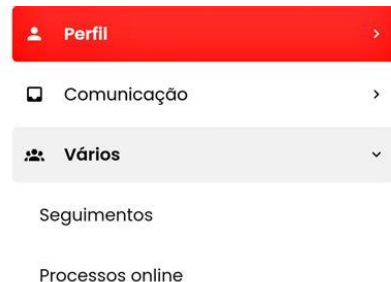 Perfil
Comunicação
Vários
Seguimentos
Processos online